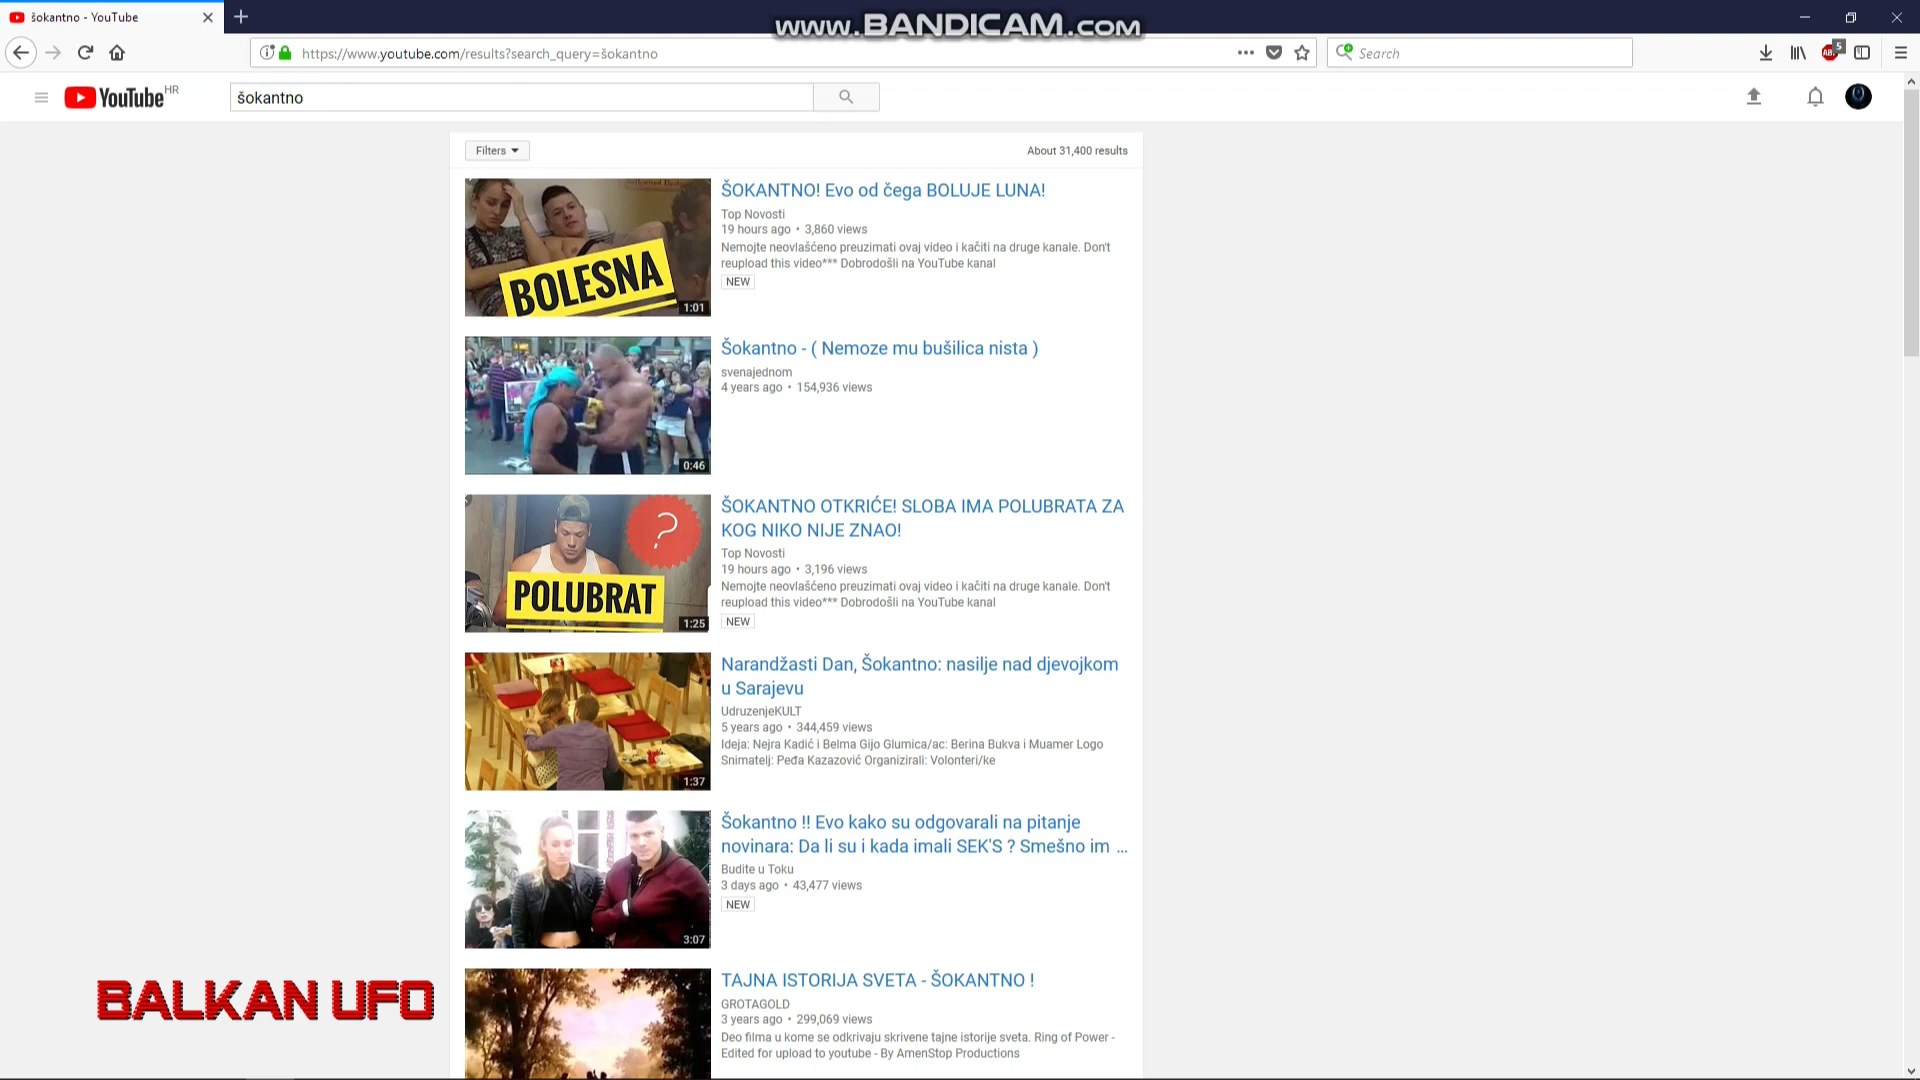 šokantno - YouTube
www.BANDICAM.com
https://www.youtube.com/results?search_query=šokantno
Search
ABP
5
YouTube HR
šokantno
Filters
About 31,400 results
BOLESNA
1:01
ŠOKANTNO! Evo od čega BOLUJE LUNA!
Top Novosti
19 hours ago • 3,860 views
Nemojte neovlašćeno preuzimati ovaj video i kačiti na druge kanale. Don't
reupload this video*** Dobrodošli na YouTube kanal
NEW
0:46
Šokantno - ( Nemoze mu bušilica nista )
svenajednom
4 years ago • 154,936 views
?
POLUBRAT
1:25
ŠOKANTNO OTKRIĆE! SLOBA IMA POLUBRATA ZA
KOG NIKO NIJE ZNAO!
Top Novosti
19 hours ago • 3,196 views
Nemojte neovlašćeno preuzimati ovaj video i kačiti na druge kanale. Don't
reupload this video*** Dobrodošli na YouTube kanal
NEW
1:37
Narandžasti Dan, Šokantno: nasilje nad djevojkom
u Sarajevu
UdruzenjeKULT
5 years ago • 344,459 views
Ideja: Nejra Kadić i Belma Gijo Glumica/ac: Berina Bukva i Muamer Logo
Snimatelj: Peđa Kazazović Organizirali: Volonteri/ke
3:07
Šokantno !! Evo kako su odgovarali na pitanje
novinara: Da li su i kada imali SEK'S ? Smešno im ...
Budite u Toku
3 days ago • 43,477 views
NEW
TAJNA ISTORIJA SVETA - ŠOKANTNO !
GROTAGOLD
3 years ago • 299,069 views
Deo filma u kome se odkrivaju skrivene tajne istorije sveta. Ring of Power -
Edited for upload to youtube - By AmenStop Productions
BALKAN UFO